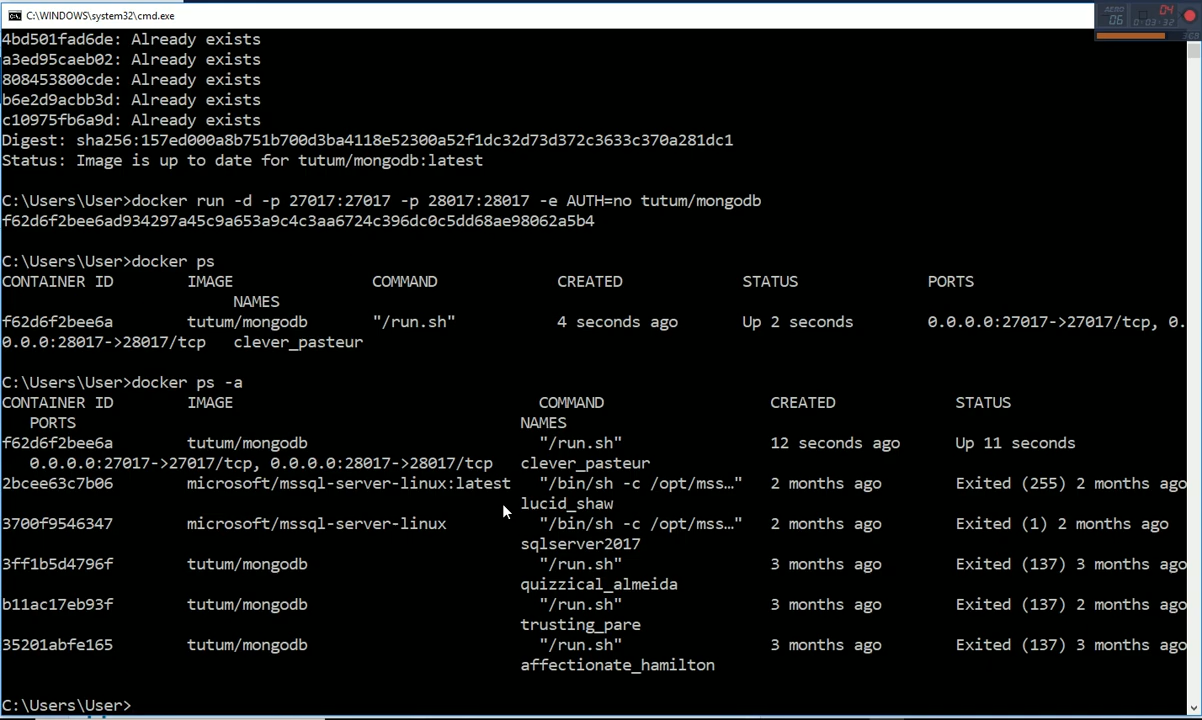 C:\WINDOWS\system32\cmd.exe
4bd501fad6de: Already exists
a3ed95caeb02: Already exists
808453800cde: Already exists
b6e2d9acbb3d: Already exists
c10975fb6a9d: Already exists
Digest: sha256:157ed000a8b751b700d3ba4118e52300a52f1dc32d73d372c3633c370a281dc1
Status: Image is up to date for tutum/mongodb:latest
C:\Users\User>docker run -d -p 27017:27017 -p 28017:28017 -e AUTH=no tutum/mongodb
f62d6f2bee6ad934297a45c9a653a9c4c3aa6724c396dc0c5dd68ae98062a5b4
C:\Users\User>docker ps
CONTAINER ID IMAGE COMMAND CREATED STATUS PORTS
NAMES
f62d6f2bee6a tutum/mongodb "/run.sh" 4 seconds ago Up 2 seconds 0.0.0.0:27017->27017/tcp, 0.
0.0.0:28017->28017/tcp clever_pasteur
C:\Users\User>docker ps -a
CONTAINER ID IMAGE COMMAND CREATED STATUS
PORTS NAMES
f62d6f2bee6a tutum/mongodb "/run.sh" 12 seconds ago Up 11 seconds
0.0.0.0:27017->27017/tcp, 0.0.0.0:28017->28017/tcp clever_pasteur
2bcee63c7b06 microsoft/mssql-server-linux:latest "/bin/sh -c /opt/mss…" 2 months ago Exited (255) 2 months ago
lucid_shaw
3700f9546347 microsoft/mssql-server-linux "/bin/sh -c /opt/mss…" 2 months ago Exited (1) 2 months ago
sqlserver2017
3ff1b5d4796f tutum/mongodb "/run.sh" 3 months ago Exited (137) 3 months ago
quizzical_almeida
b11ac17eb93f tutum/mongodb "/run.sh" 3 months ago Exited (137) 2 months ago
trusting_pare
35201abfe165 tutum/mongodb "/run.sh" 3 months ago Exited (137) 3 months ago
affectionate_hamilton
C:\Users\User>